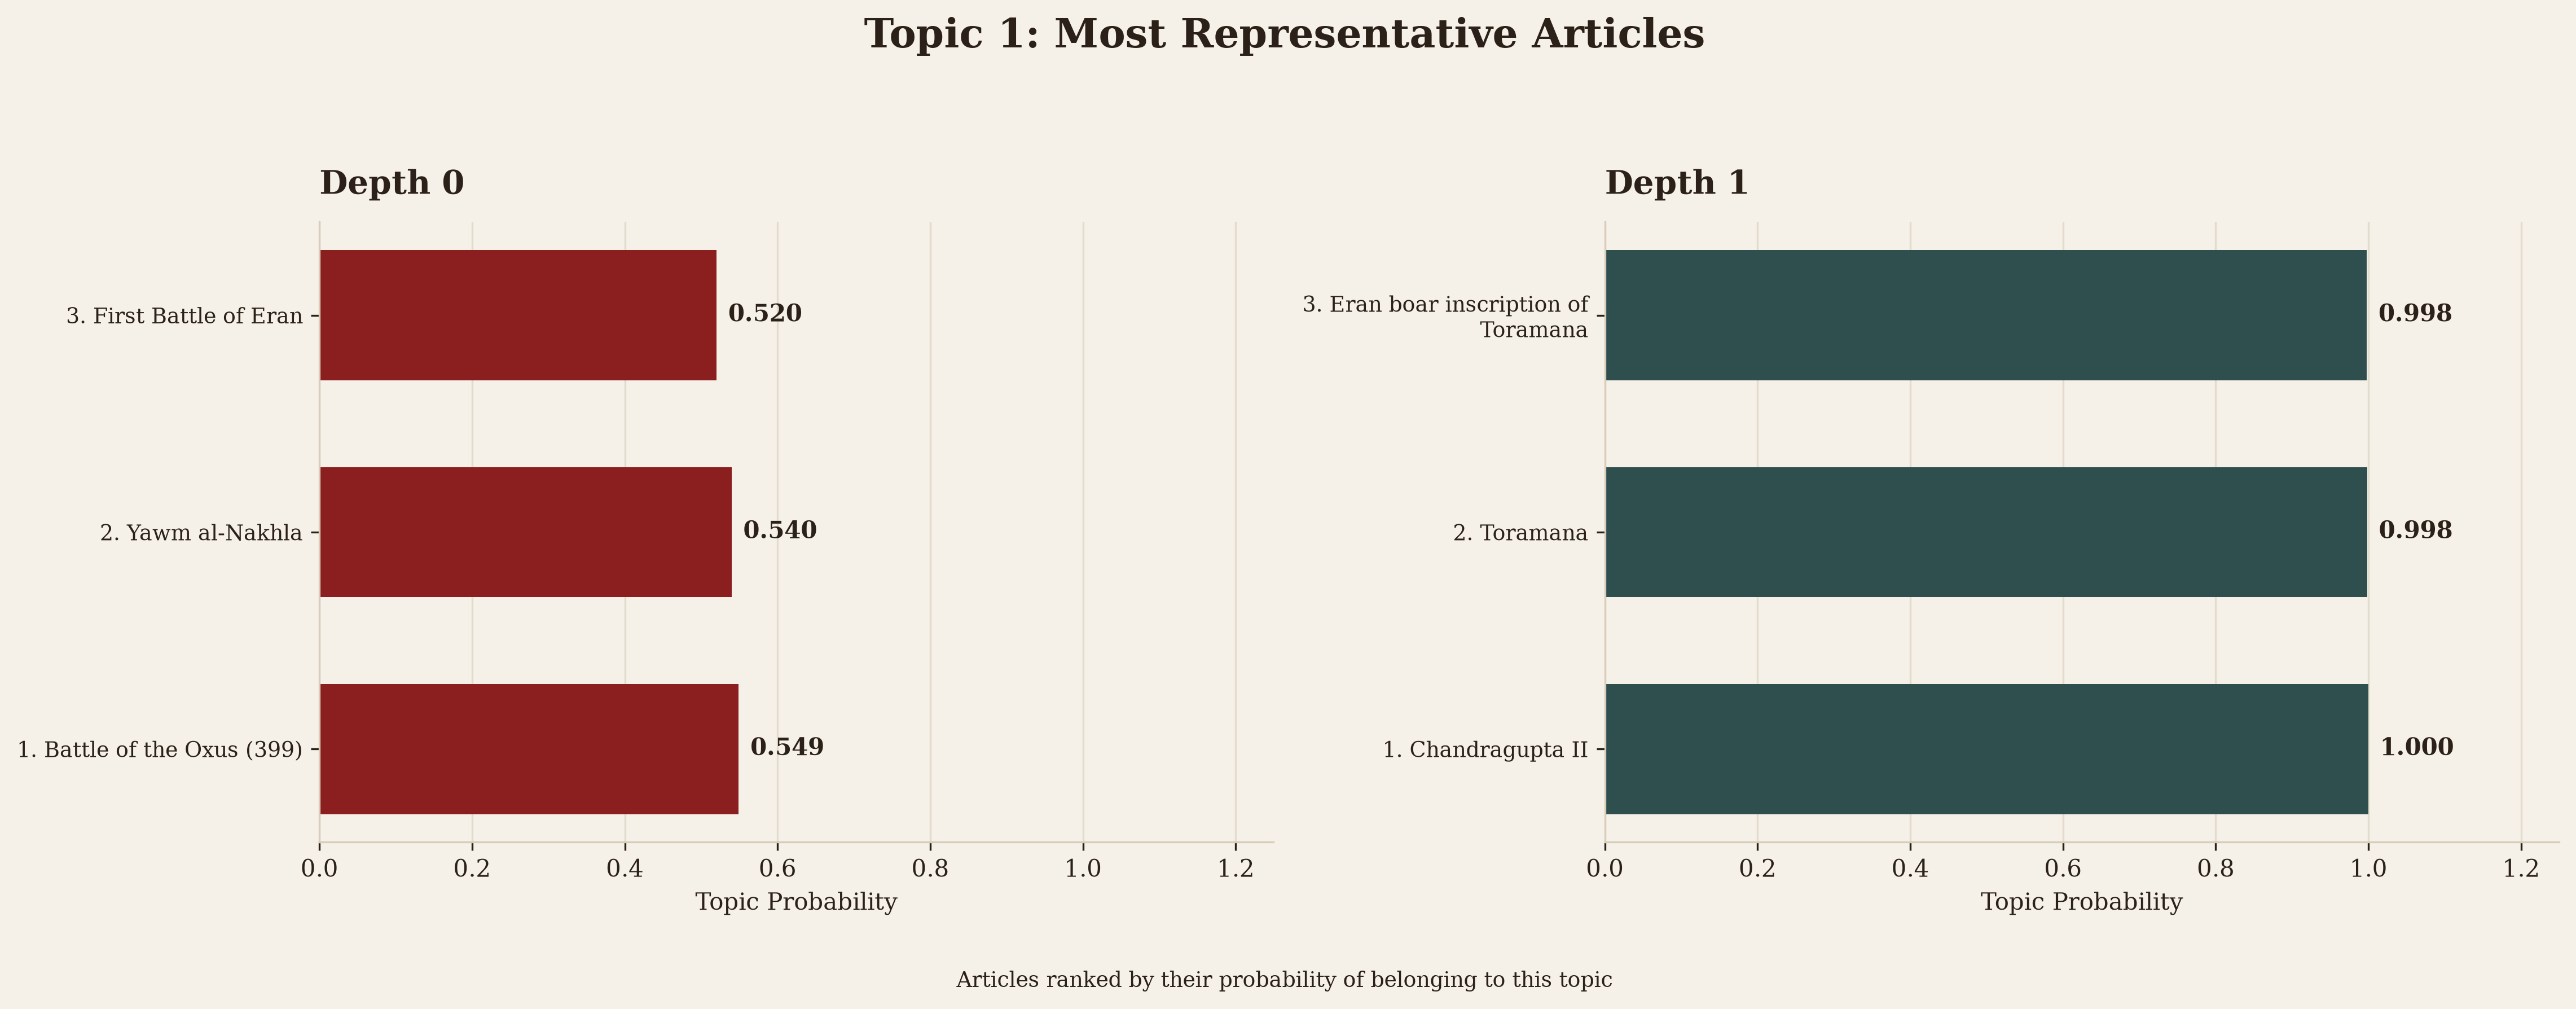 Topic 1: Most Representative Articles
Depth 0
3. First Battle of Eran
0.520
2. Yawm al-Nakhla
0.540
1. Battle of the Oxus (399)
0.549
0.0 0.2 0.4 0.6 0.8 1.0 1.2
Topic Probability
Depth 1
3. Eran boar inscription of
Toramana
0.998
2. Toramana
0.998
1. Chandragupta II
1.000
0.0 0.2 0.4 0.6 0.8 1.0 1.2
Topic Probability
Articles ranked by their probability of belonging to this topic